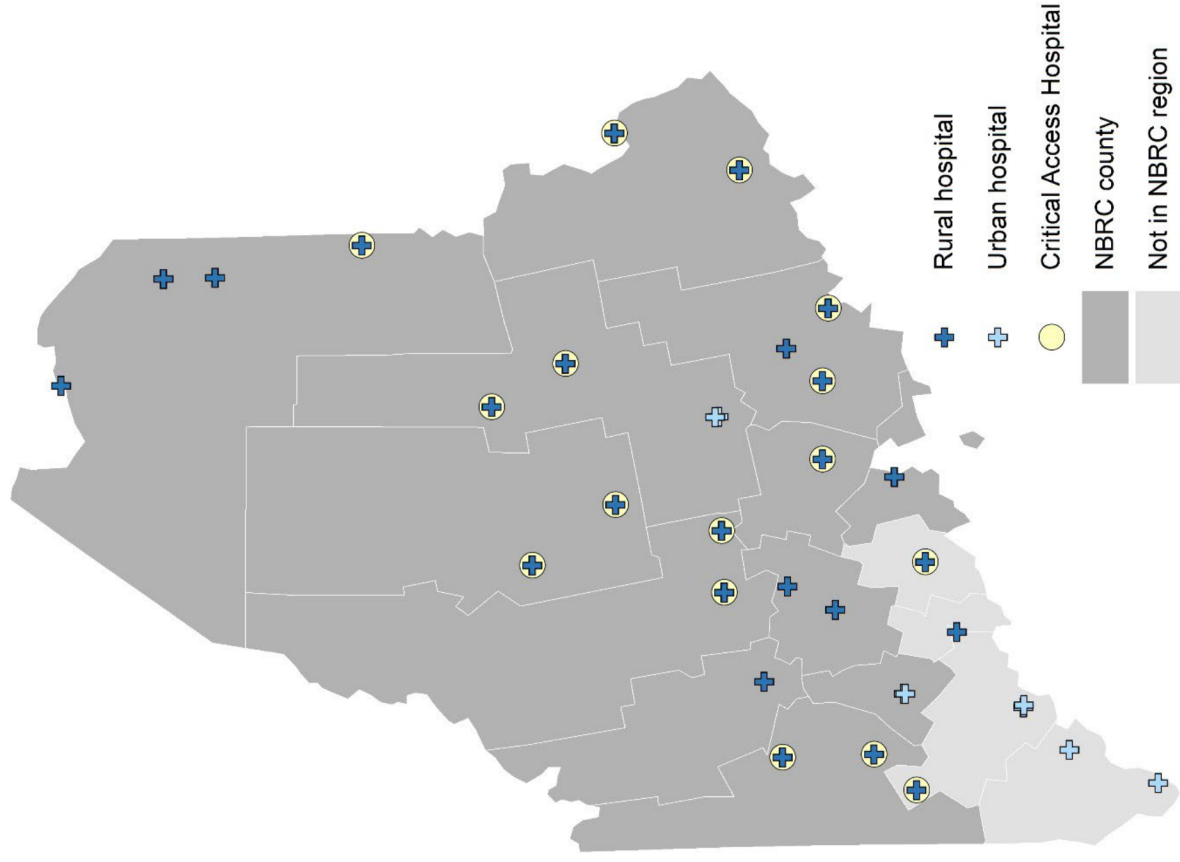 Rural hospital
Urban hospital
Critical Access Hospital
NBRC county
Not in NBRC region